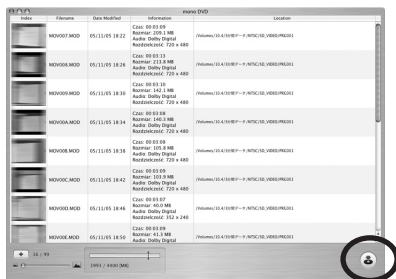 mono DVD
Index Filename Date Modified Information Location
MOV007.MOD 05/11/05 18:22 Czas: 00:03:09
Rozmiar: 209.1 MB
Audio: Dolby Digital
Rozdzielczość: 720 x 480
MOV008.MOD 05/11/05 18:26 Czas: 00:03:13
Rozmiar: 213.8 MB
Audio: Dolby Digital
Rozdzielczość: 720 x 480
MOV009.MOD 05/11/05 18:30 Czas: 00:03:10
Rozmiar: 142.1 MB
Audio: Dolby Digital
Rozdzielczość: 720 x 480
MOV00A.MOD 05/11/05 18:34 Czas: 00:03:08
Rozmiar: 140.3 MB
Audio: Dolby Digital
Rozdzielczość: 720 x 480
MOV00B.MOD 05/11/05 18:38 Czas: 00:03:09
Rozmiar: 105.8 MB
Audio: Dolby Digital
Rozdzielczość: 720 x 480
MOV00C.MOD 05/11/05 18:42 Czas: 00:03:09
Rozmiar: 101.9 MB
Audio: Dolby Digital
Rozdzielczość: 720 x 480
MOV00D.MOD 05/11/05 18:46 Czas: 00:03:07
Rozmiar: 40.0 MB
Audio: Dolby Digital
Rozdzielczość: 352 x 240
MOV00E.MOD 05/11/05 18:50 Czas: 00:03:09
Rozmiar: 41.3 MB
Audio: Dolby Digital
16 / 99
1993 / 4400 [MB]